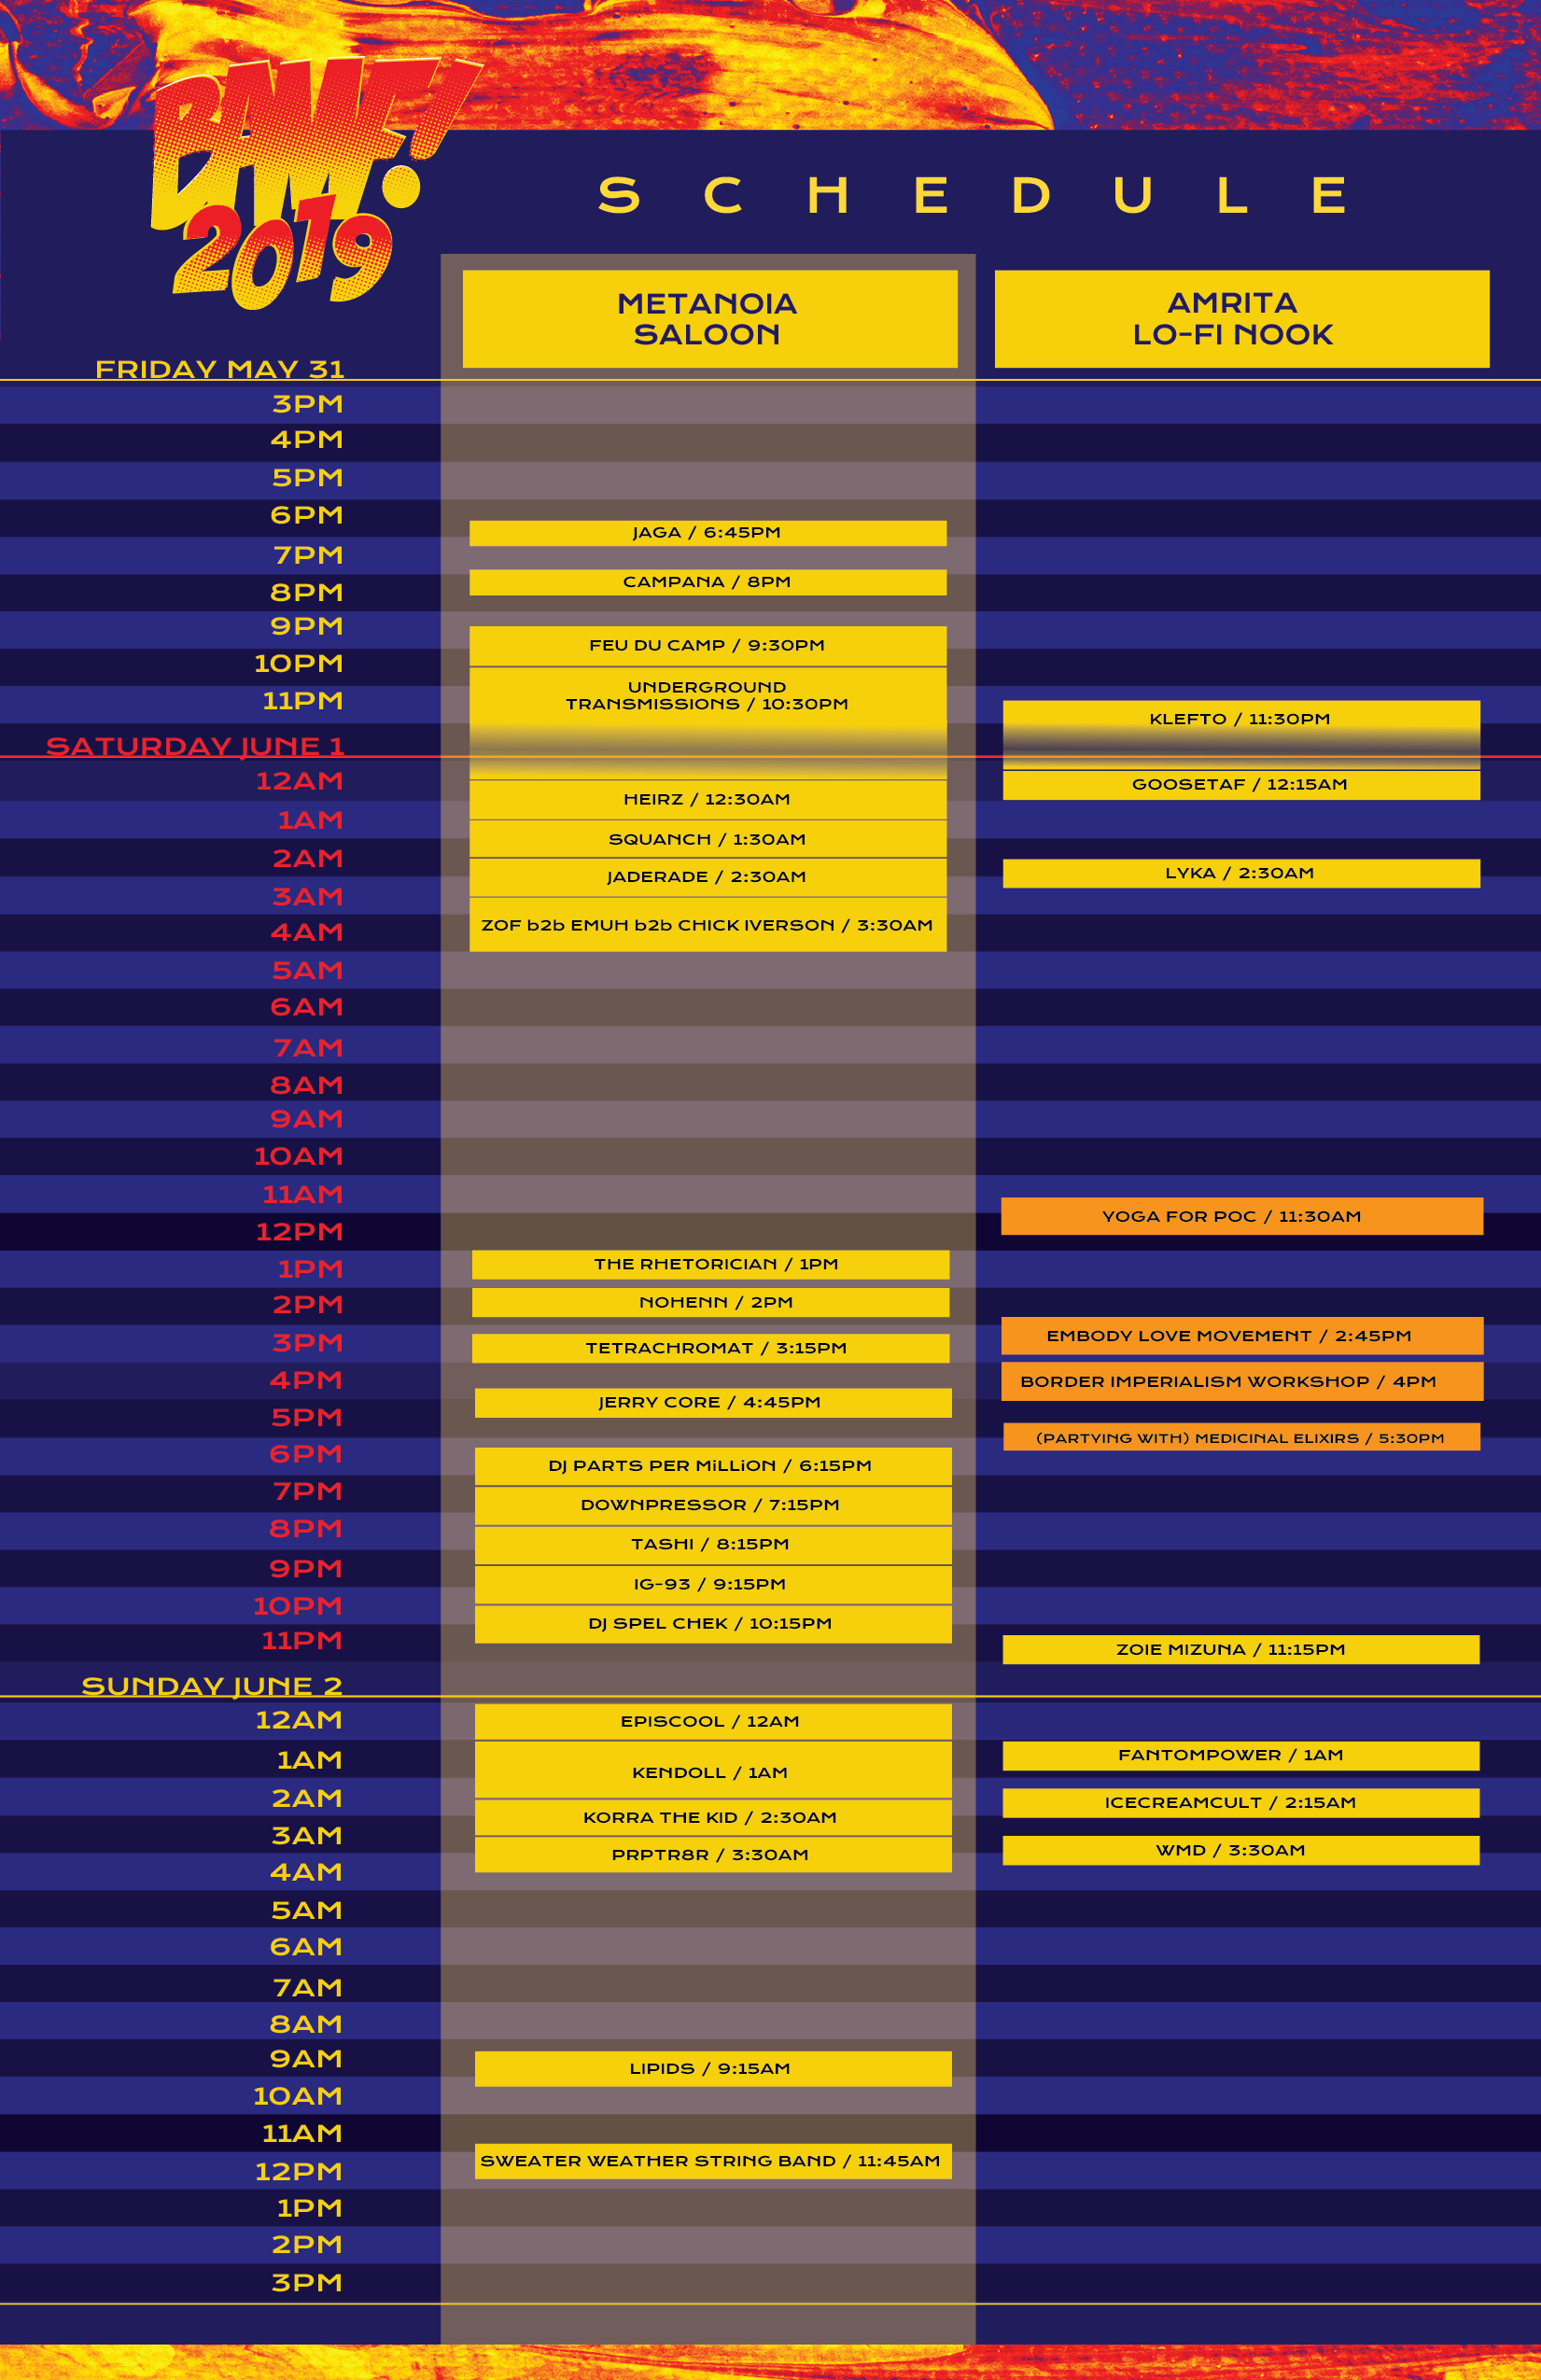 BAMF!
2019
SCHEDULE
METANOIA
SALOON
AMRITA
LO-FI NOOK
FRIDAY MAY 31
3PM
4PM
5PM
6PM
JAGA / 6:45PM
7PM
8PM
CAMPANA / 8PM
9PM
FEU DU CAMP / 9:30PM
10PM
UNDERGROUND
TRANSMISSIONS / 10:30PM
11PM
KLEFTO / 11:30PM
SATURDAY JUNE 1
12AM
GOOSETAF / 12:15AM
HEIRZ / 12:30AM
1AM
SQUANCH / 1:30AM
2AM
JADERADE / 2:30AM
LYKA / 2:30AM
3AM
ZOF b2b EMUH b2b CHICK IVERSON / 3:30AM
4AM
5AM
6AM
7AM
8AM
9AM
10AM
11AM
YOGA FOR POC / 11:30AM
12PM
1PM
THE RHETORICIAN / 1PM
2PM
NOHENN / 2PM
EMBODY LOVE MOVEMENT / 2:45PM
3PM
TETRACHROMAT / 3:15PM
4PM
BORDER IMPERIALISM WORKSHOP / 4PM
JERRY CORE / 4:45PM
5PM
(PARTYING WITH) MEDICINAL ELIXIRS / 5:30PM
6PM
DJ PARTS PER MiLLiON / 6:15PM
7PM
DOWNPRESSOR / 7:15PM
8PM
TASHI / 8:15PM
9PM
IG-93 / 9:15PM
10PM
DJ SPEL CHEK / 10:15PM
11PM
ZOIE MIZUNA / 11:15PM
SUNDAY JUNE 2
12AM
EPISCOOL / 12AM
1AM
KENDOLL / 1AM
FANTOMPOWER / 1AM
2AM
ICECREAMCULT / 2:15AM
KORRA THE KID / 2:30AM
3AM
PRPTR8R / 3:30AM
WMD / 3:30AM
4AM
5AM
6AM
7AM
8AM
9AM
LIPIDS / 9:15AM
10AM
11AM
SWEATER WEATHER STRING BAND / 11:45AM
12PM
1PM
2PM
3PM